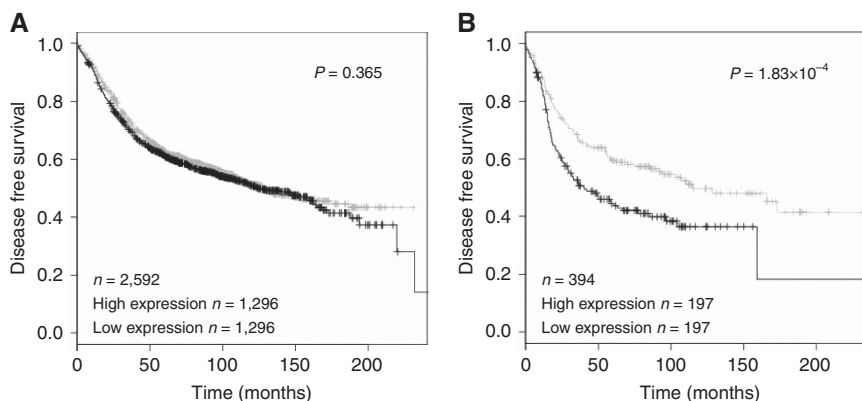 A
Disease free survival
1.0
0.8
0.6
0.4
0.2
0.0
P = 0.365
n = 2,592
High expression n = 1,296
Low expression n = 1,296
0 50 100 150 200
Time (months)
B
Disease free survival
1.0
0.8
0.6
0.4
0.2
0.0
P = 1.83×10⁻⁴
n = 394
High expression n = 197
Low expression n = 197
0 50 100 150 200
Time (months)